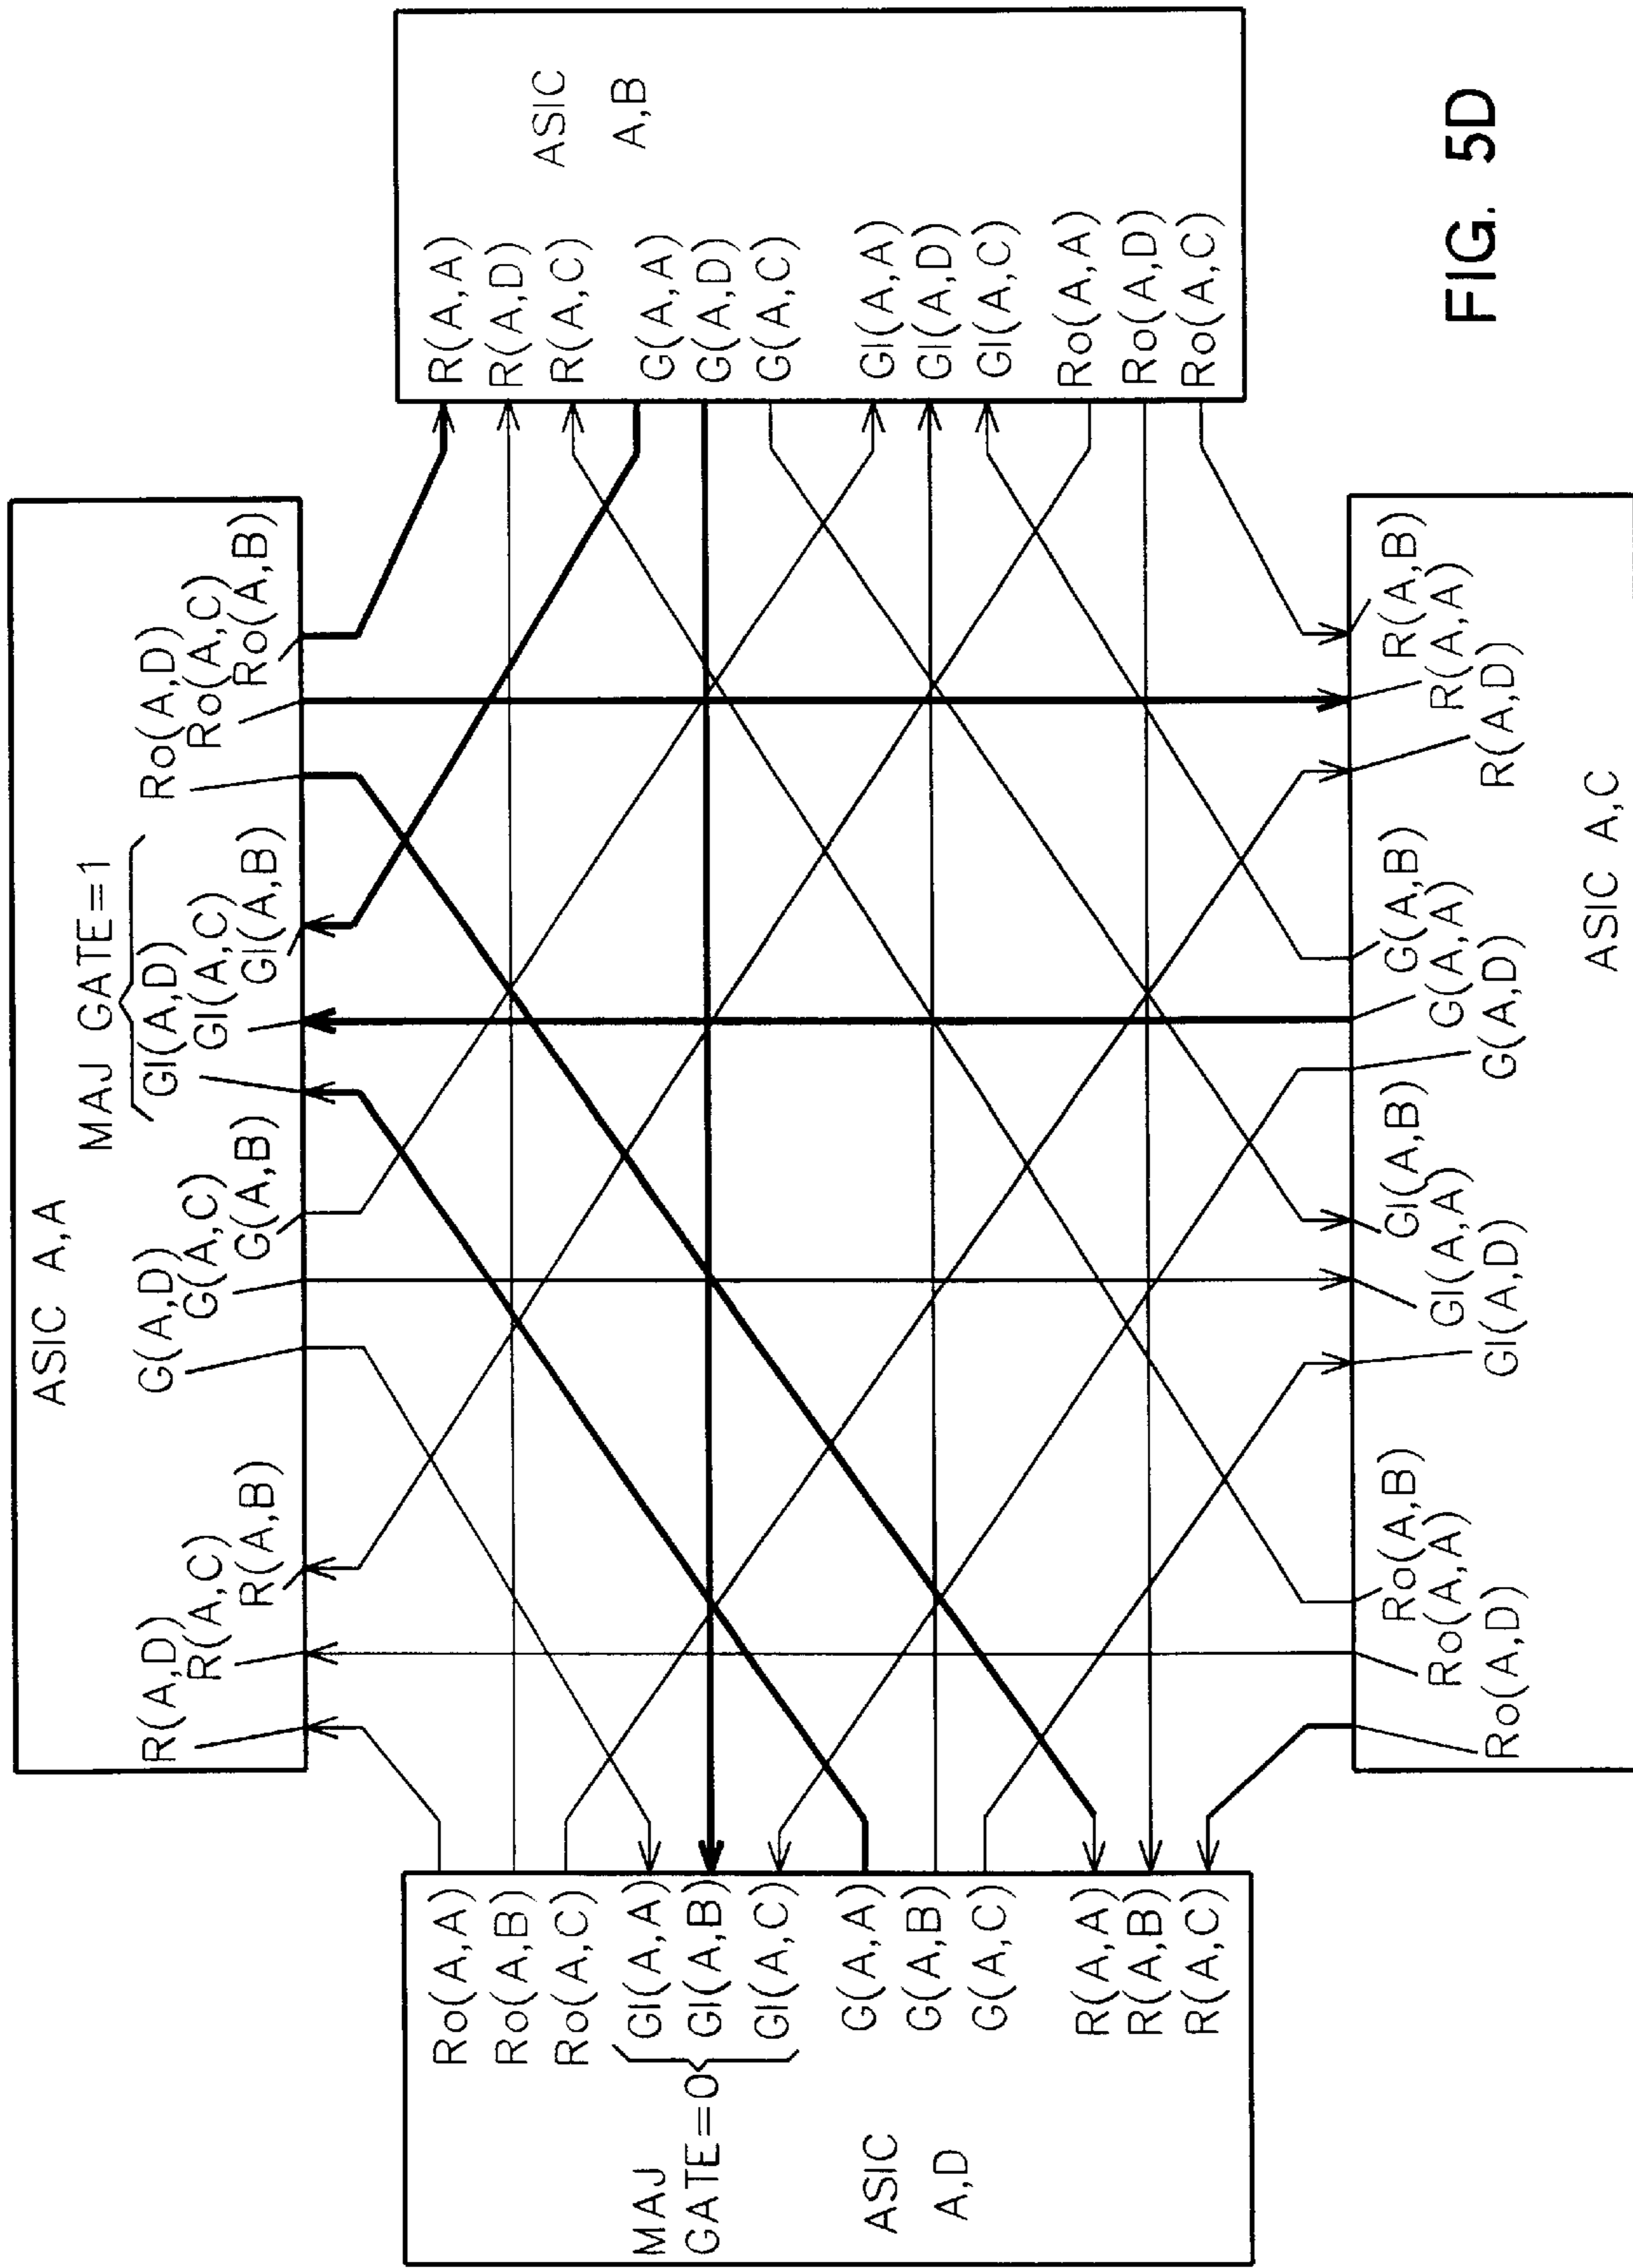 ASIC A,A
MAJ GATE=1
R(A,D)
R(A,C)
R(A,B)
G(A,D)
G(A,C)
G(A,B)
GI(A,D)
GI(A,C)
GI(A,B)
Ro(A,D)
Ro(A,C)
Ro(A,B)
Ro(A,A)
Ro(A,B)
Ro(A,C)
GI(A,A)
GI(A,B)
GI(A,C)
MAJ
GATE=0
G(A,A)
G(A,B)
G(A,C)
R(A,A)
R(A,B)
R(A,C)
ASIC
A,D
R(A,A)
R(A,D)
R(A,C)
G(A,A)
G(A,D)
G(A,C)
GI(A,A)
GI(A,D)
GI(A,C)
Ro(A,A)
Ro(A,D)
Ro(A,C)
ASIC
A,B
Ro(A,B)
Ro(A,A)
Ro(A,D)
GI(A,B)
GI(A,A)
GI(A,D)
G(A,B)
G(A,A)
G(A,D)
R(A,B)
R(A,A)
R(A,D)
ASIC A,C
FIG. 5D